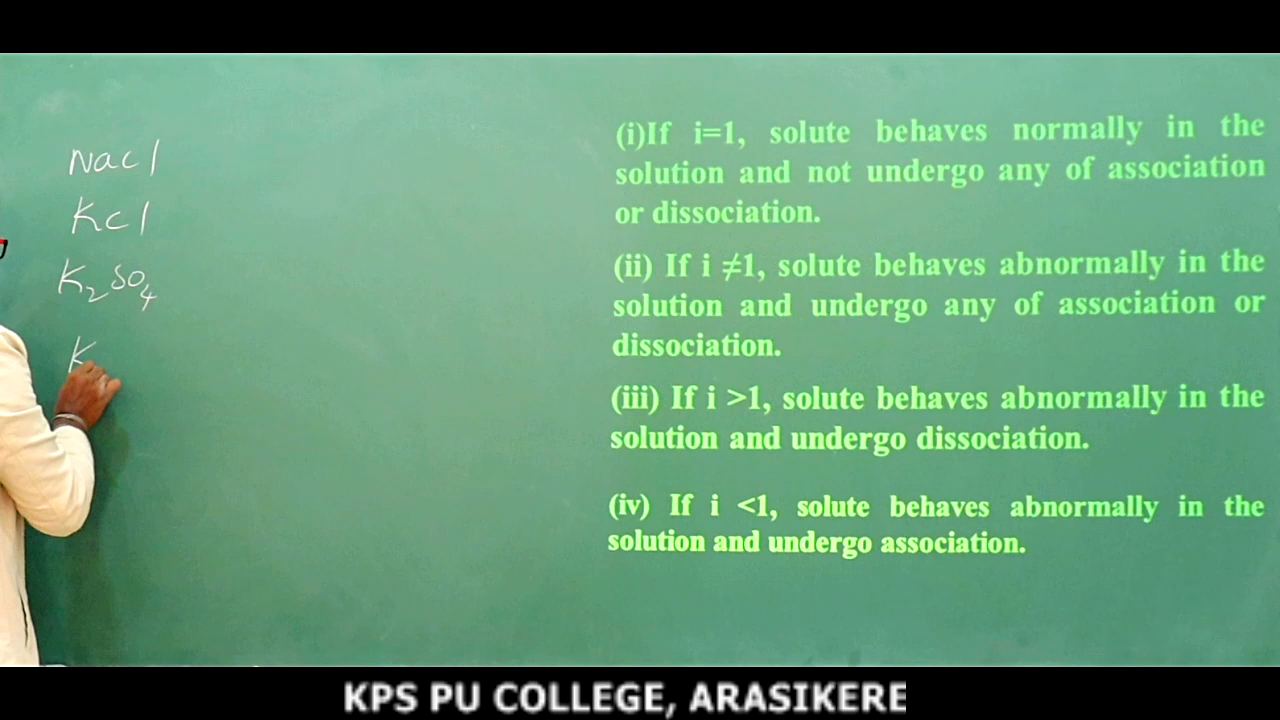 Nacl
Kcl
K₂SO₄
K
(i)If i=1, solute behaves normally in the
solution and not undergo any of association
or dissociation.
(ii) If i ≠1, solute behaves abnormally in the
solution and undergo any of association or
dissociation.
(iii) If i >1, solute behaves abnormally in the
solution and undergo dissociation.
(iv) If i <1, solute behaves abnormally in the
solution and undergo association.
KPS PU COLLEGE, ARASIKERE